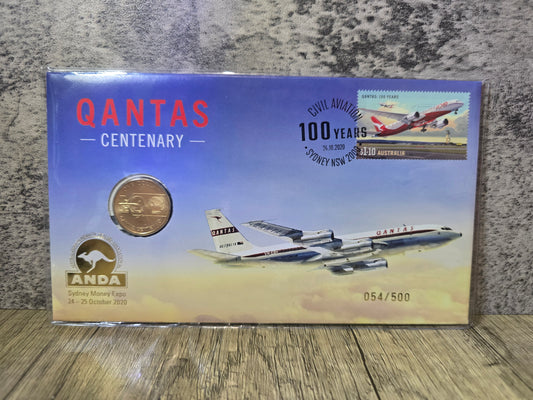 QANTAS
CENTENARY
CIVIL AVIATION
100 YEARS
24.10.2020
SYDNEY NSW 2000
QANTAS: 100 YEARS
$1.10 AUSTRALIA
QANTAS
AUSTRALIA
QANTAS
ANDA
Sydney Money Expo
24 - 25 October 2020
054/500